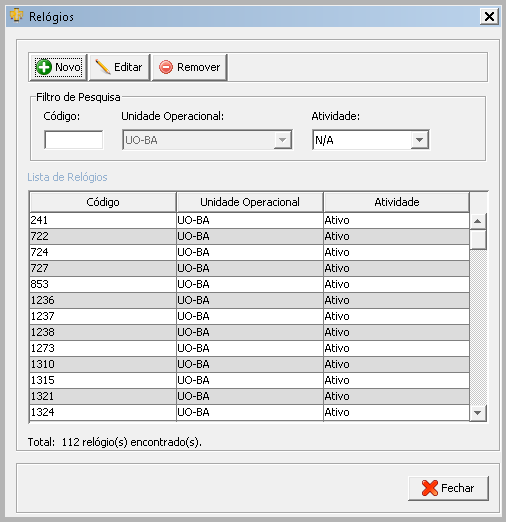 Relógios
Novo Editar Remover
Filtro de Pesquisa
Código: Unidade Operacional: Atividade:
UO-BA N/A
Lista de Relógios
Código Unidade Operacional Atividade
241 UO-BA Ativo
722 UO-BA Ativo
724 UO-BA Ativo
727 UO-BA Ativo
853 UO-BA Ativo
1236 UO-BA Ativo
1237 UO-BA Ativo
1238 UO-BA Ativo
1273 UO-BA Ativo
1310 UO-BA Ativo
1315 UO-BA Ativo
1321 UO-BA Ativo
1324 UO-BA Ativo
Total: 112 relógio(s) encontrado(s).
Fechar